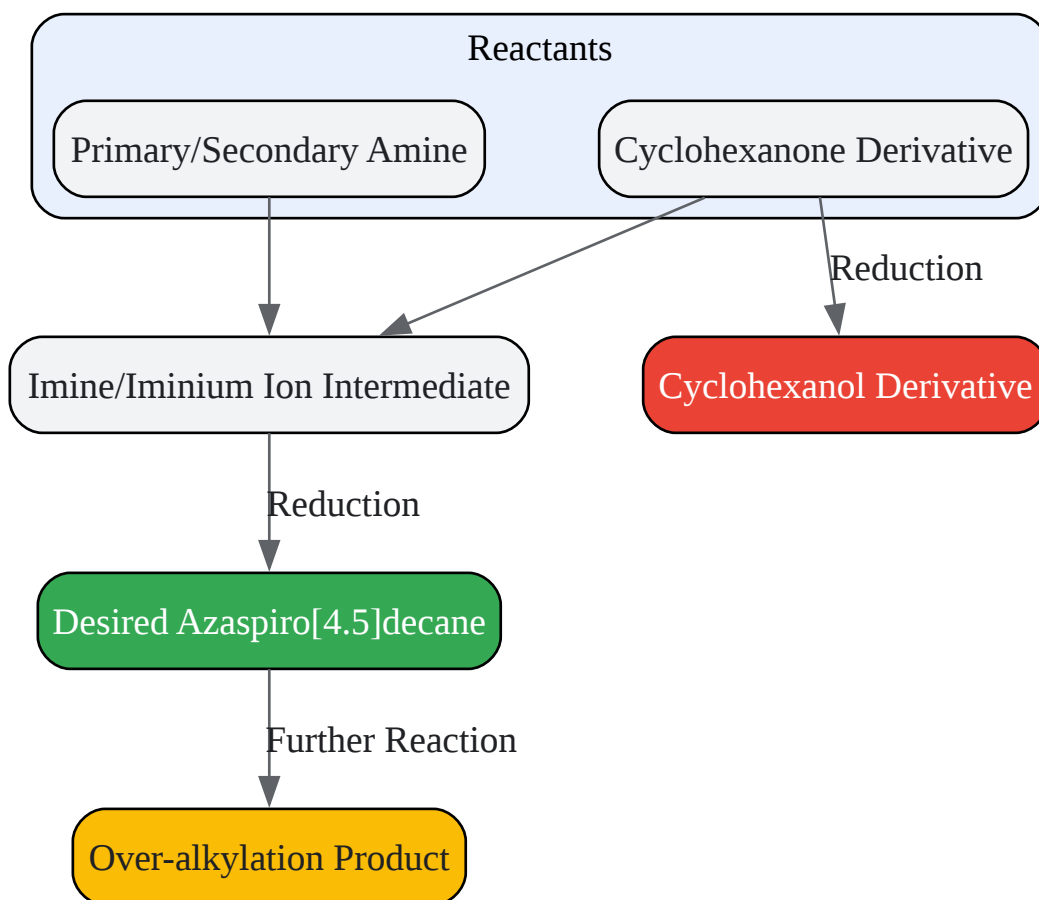 Reactants
Primary/Secondary Amine
Cyclohexanone Derivative
Reduction
Imine/Iminium Ion Intermediate
Cyclohexanol Derivative
Reduction
Desired Azaspiro[4.5]decane
Further Reaction
Over-alkylation Product